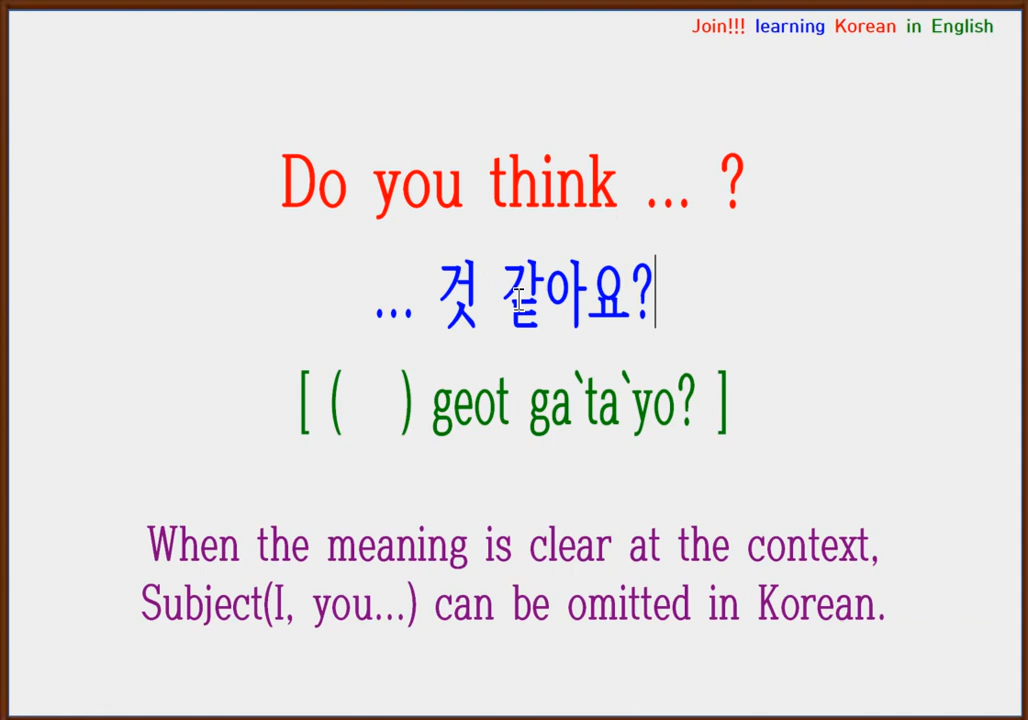 Join!!! learning Korean in English
Do you think ... ?
... 것 같아요?
[ (   ) geot ga`ta`yo? ]
When the meaning is clear at the context,
Subject(I, you...) can be omitted in Korean.